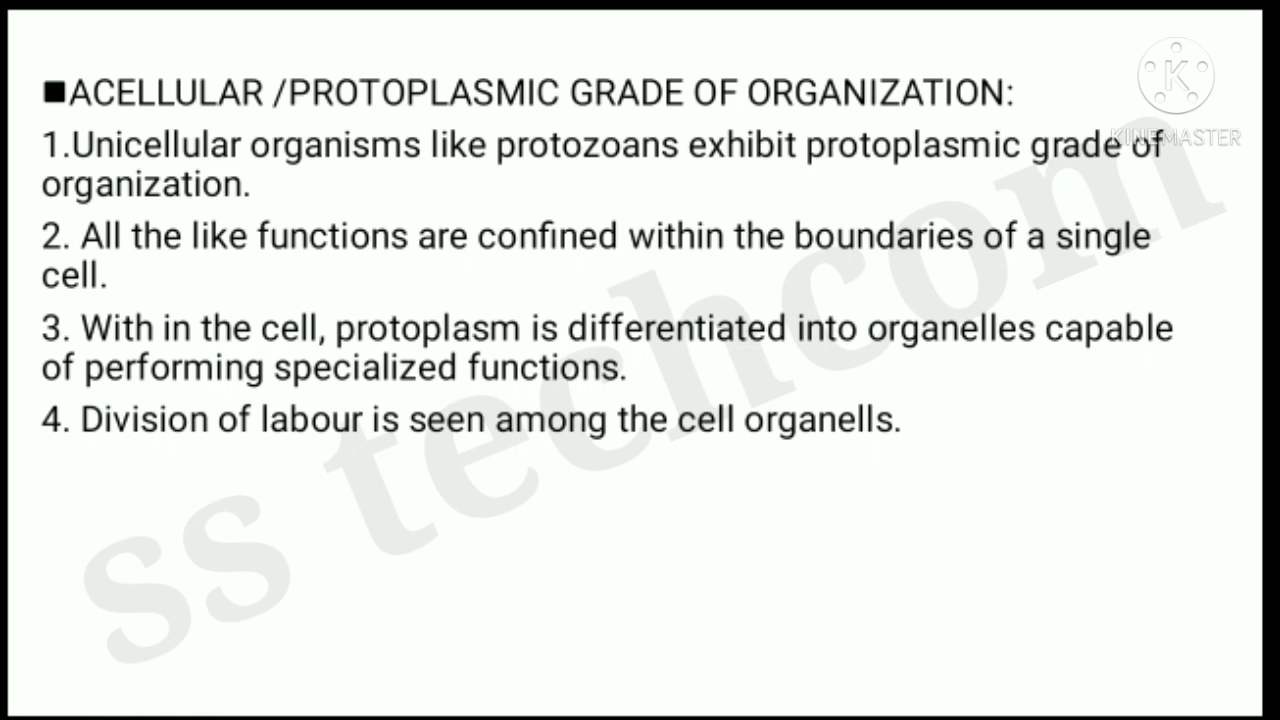 ■ACELLULAR /PROTOPLASMIC GRADE OF ORGANIZATION:
1.Unicellular organisms like protozoans exhibit protoplasmic grade of
organization.
2. All the like functions are confined within the boundaries of a single
cell.
3. With in the cell, protoplasm is differentiated into organelles capable
of performing specialized functions.
4. Division of labour is seen among the cell organells.
ss techcom
K
KINEMASTER